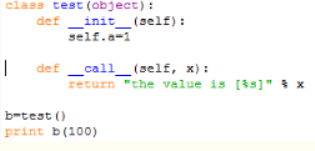 class test(object):
    def __init__(self):
        self.a=1
    def __call__(self, x):
        return "the value is [%s]" % x
b=test()
print b(100)